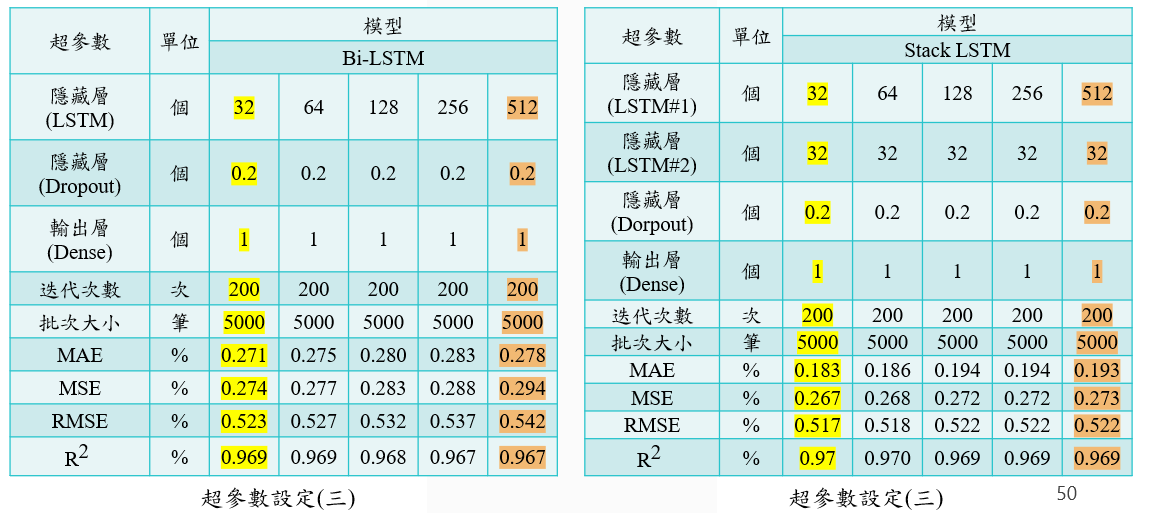 超參數 單位 模型
Bi-LSTM
隱藏層
(LSTM) 個 32 64 128 256 512
隱藏層
(Dropout) 個 0.2 0.2 0.2 0.2 0.2
輸出層
(Dense) 個 1 1 1 1 1
迭代次數 次 200 200 200 200 200
批次大小 筆 5000 5000 5000 5000 5000
MAE % 0.271 0.275 0.280 0.283 0.278
MSE % 0.274 0.277 0.283 0.288 0.294
RMSE % 0.523 0.527 0.532 0.537 0.542
R2 % 0.969 0.969 0.968 0.967 0.967
超參數設定(三)
超參數 單位 模型
Stack LSTM
隱藏層
(LSTM#1) 個 32 64 128 256 512
隱藏層
(LSTM#2) 個 32 32 32 32 32
隱藏層
(Dorpout) 個 0.2 0.2 0.2 0.2 0.2
輸出層
(Dense) 個 1 1 1 1 1
迭代次數 次 200 200 200 200 200
批次大小 筆 5000 5000 5000 5000 5000
MAE % 0.183 0.186 0.194 0.194 0.193
MSE % 0.267 0.268 0.272 0.272 0.273
RMSE % 0.517 0.518 0.522 0.522 0.522
R2 % 0.97 0.970 0.969 0.969 0.969
超參數設定(三)
50